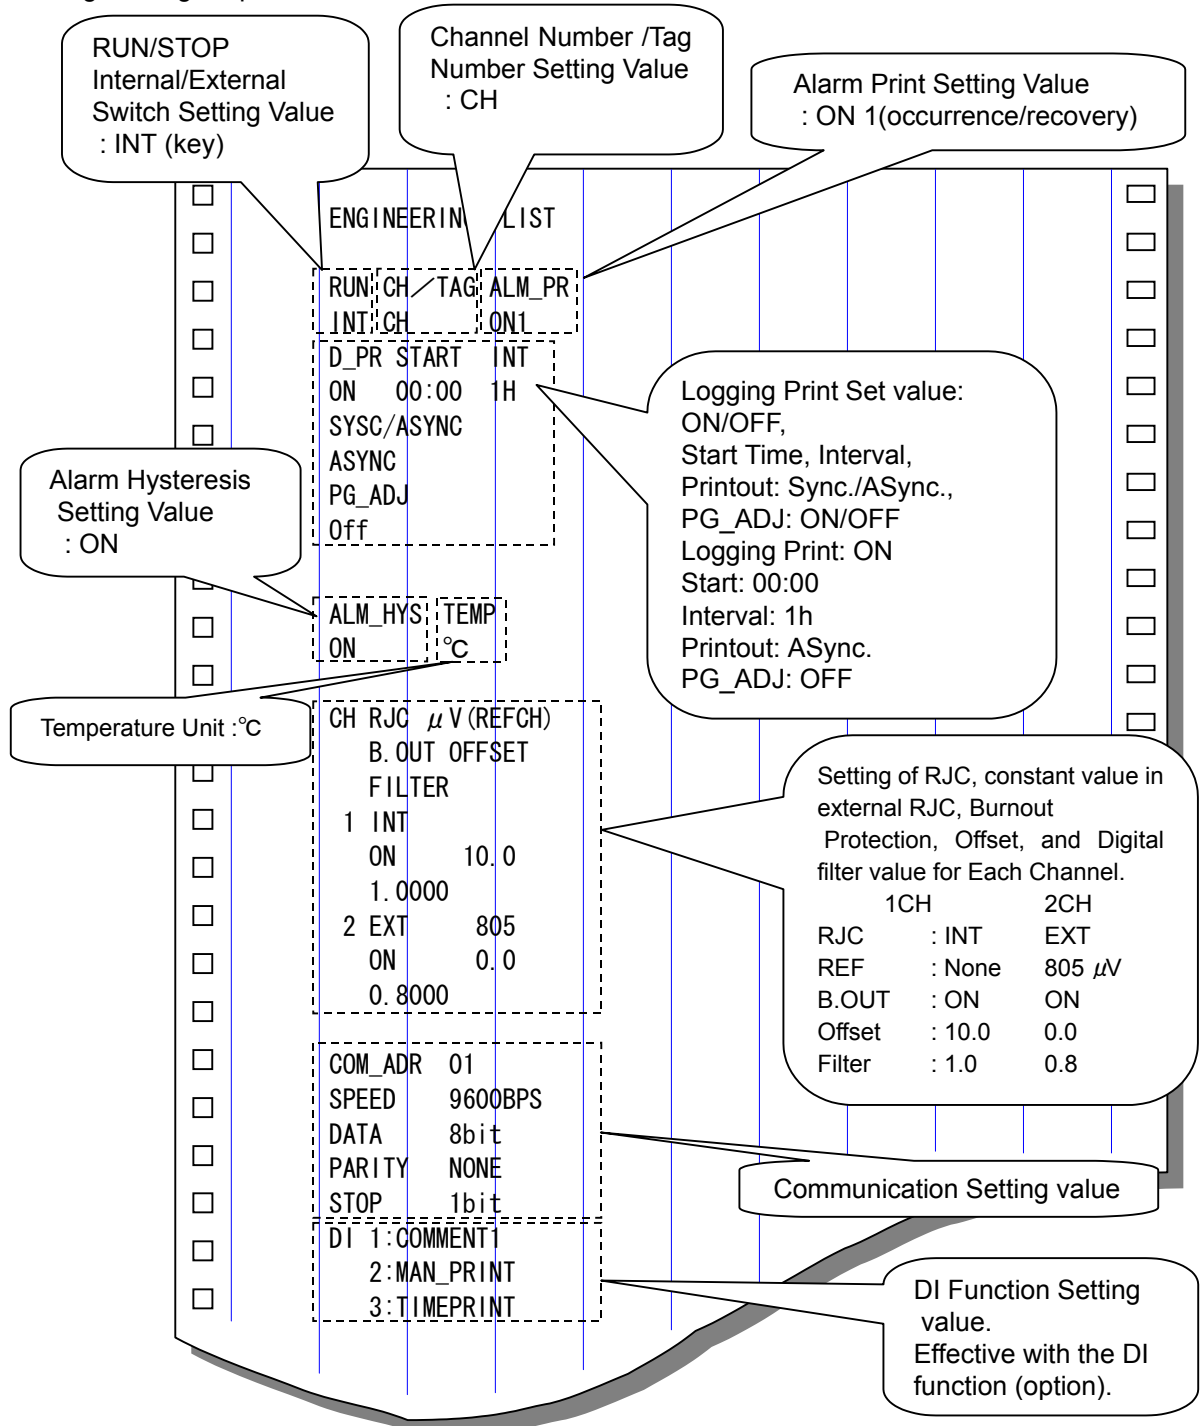 RUN/STOP
Internal/External
Switch Setting Value
: INT (key)
Channel Number /Tag
Number Setting Value
: CH
Alarm Print Setting Value
: ON 1(occurrence/recovery)
ENGINEERIN LIST
RUN CH/TAG ALM_PR
INT CH ON1
D_PR START INT
ON 00:00 1H
SYSC/ASYNC
ASYNC
PG_ADJ
Off
Logging Print Set value:
ON/OFF,
Start Time, Interval,
Printout: Sync./ASync.,
PG_ADJ: ON/OFF
Logging Print: ON
Start: 00:00
Interval: 1h
Printout: ASync.
PG_ADJ: OFF
Alarm Hysteresis
Setting Value
: ON
ALM_HYS TEMP
ON ℃
Temperature Unit :℃
CH RJC μV(REFCH)
B.OUT OFFSET
FILTER
1 INT
ON 10.0
1.0000
2 EXT 805
ON 0.0
0.8000
Setting of RJC, constant value in
external RJC, Burnout
Protection, Offset, and Digital
filter value for Each Channel.
1CH 2CH
RJC : INT EXT
REF : None 805 μV
B.OUT : ON ON
Offset : 10.0 0.0
Filter : 1.0 0.8
COM_ADR 01
SPEED 9600BPS
DATA 8bit
PARITY NONE
STOP 1bit
Communication Setting value
DI 1:COMMENT1
2:MAN_PRINT
3:TIMEPRINT
DI Function Setting
value.
Effective with the DI
function (option).